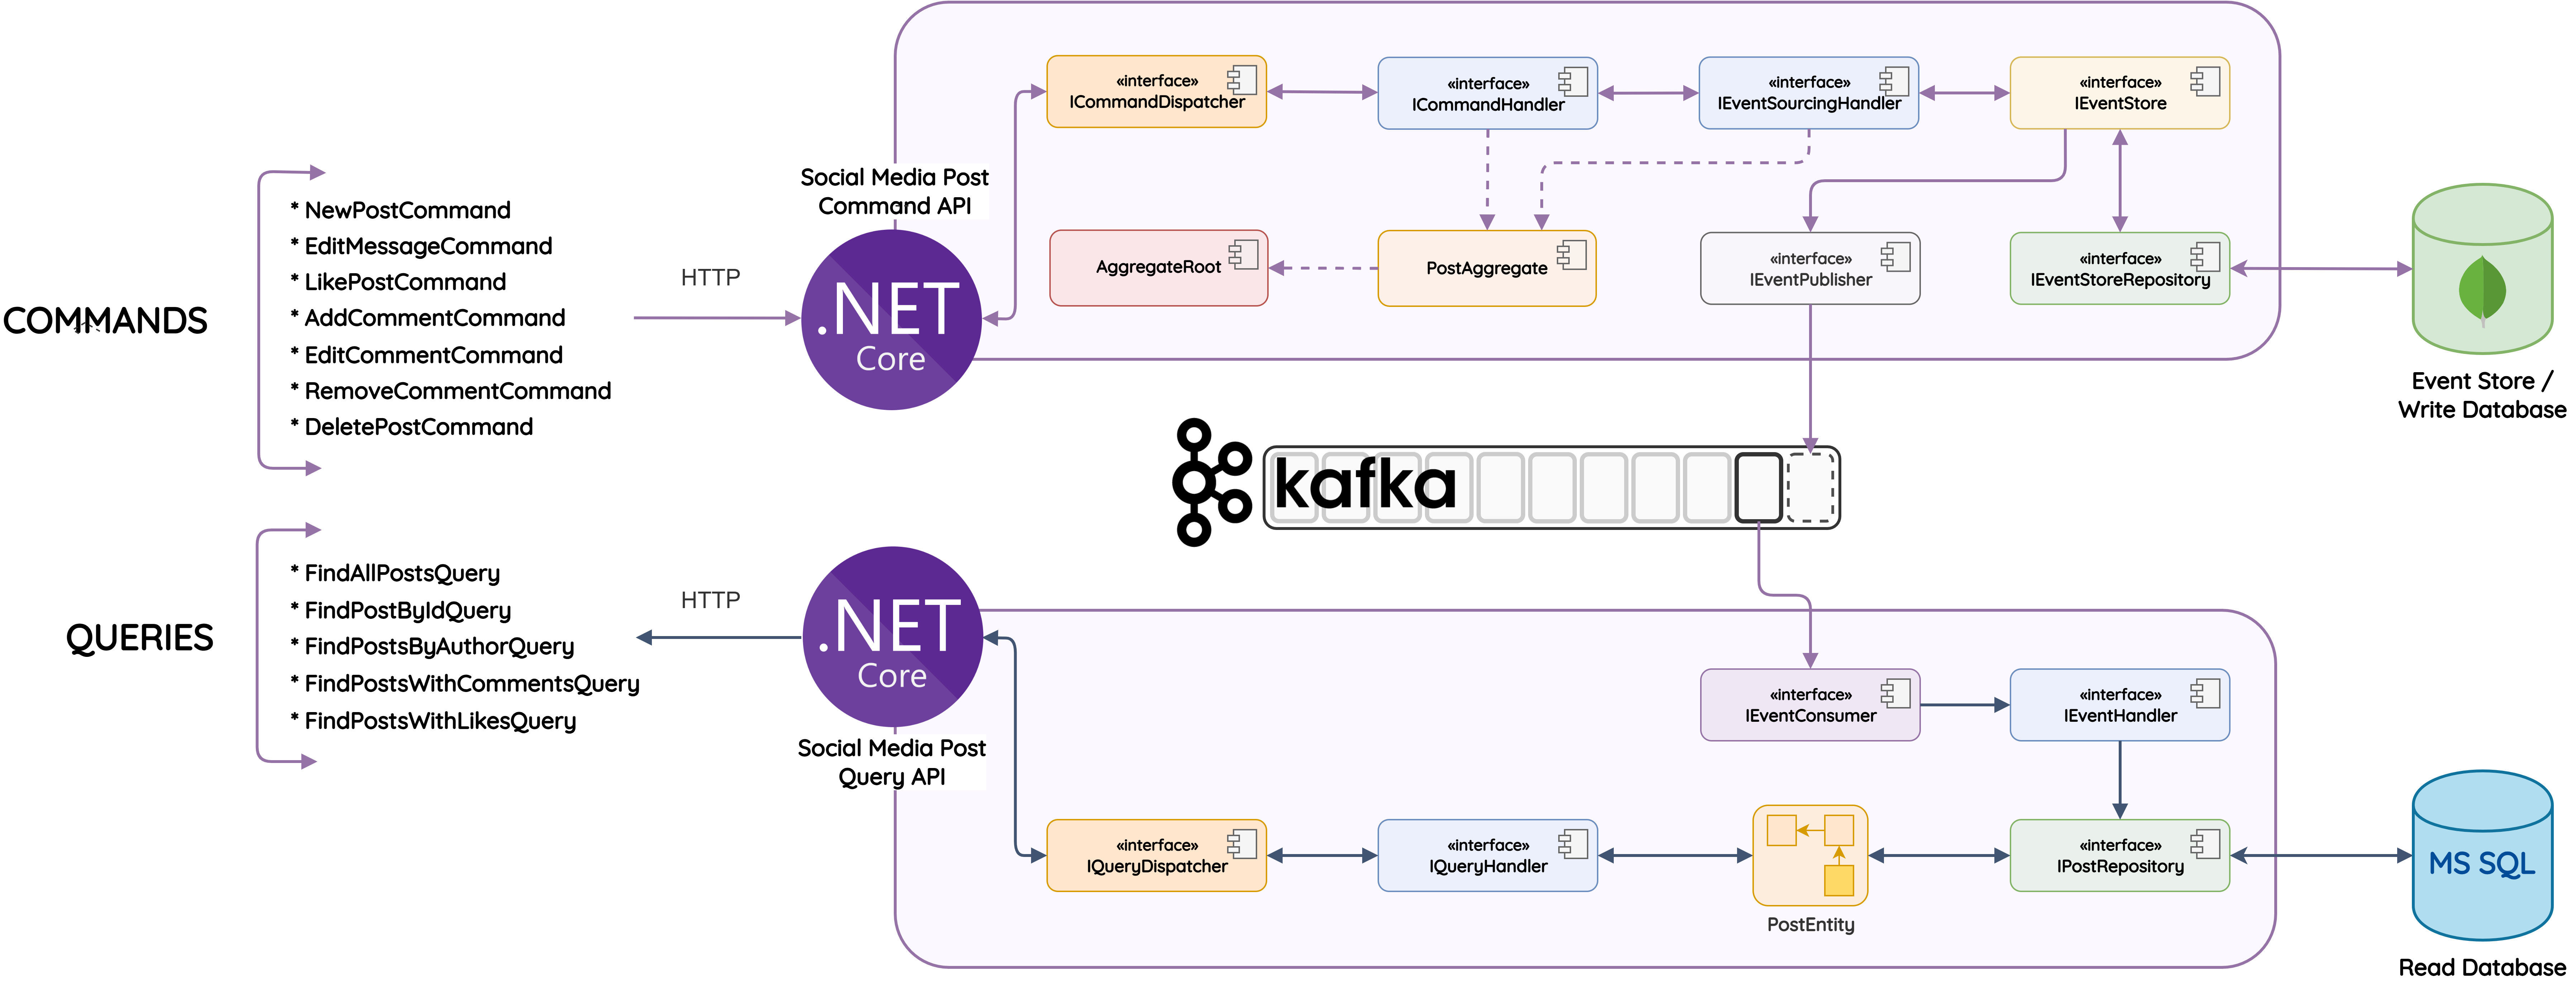 «interface»
ICommandDispatcher
«interface»
ICommandHandler
«interface»
IEventSourcingHandler
«interface»
IEventStore
Social Media Post
Command API
COMMANDS
* NewPostCommand
* EditMessageCommand
* LikePostCommand
* AddCommentCommand
* EditCommentCommand
* RemoveCommentCommand
* DeletePostCommand
HTTP
.NET
Core
AggregateRoot
PostAggregate
«interface»
IEventPublisher
«interface»
IEventStoreRepository
Event Store /
Write Database
kafka
QUERIES
* FindAllPostsQuery
* FindPostByIdQuery
* FindPostsByAuthorQuery
* FindPostsWithCommentsQuery
* FindPostsWithLikesQuery
HTTP
.NET
Core
Social Media Post
Query API
«interface»
IEventConsumer
«interface»
IEventHandler
«interface»
IQueryDispatcher
«interface»
IQueryHandler
PostEntity
«interface»
IPostRepository
MS SQL
Read Database